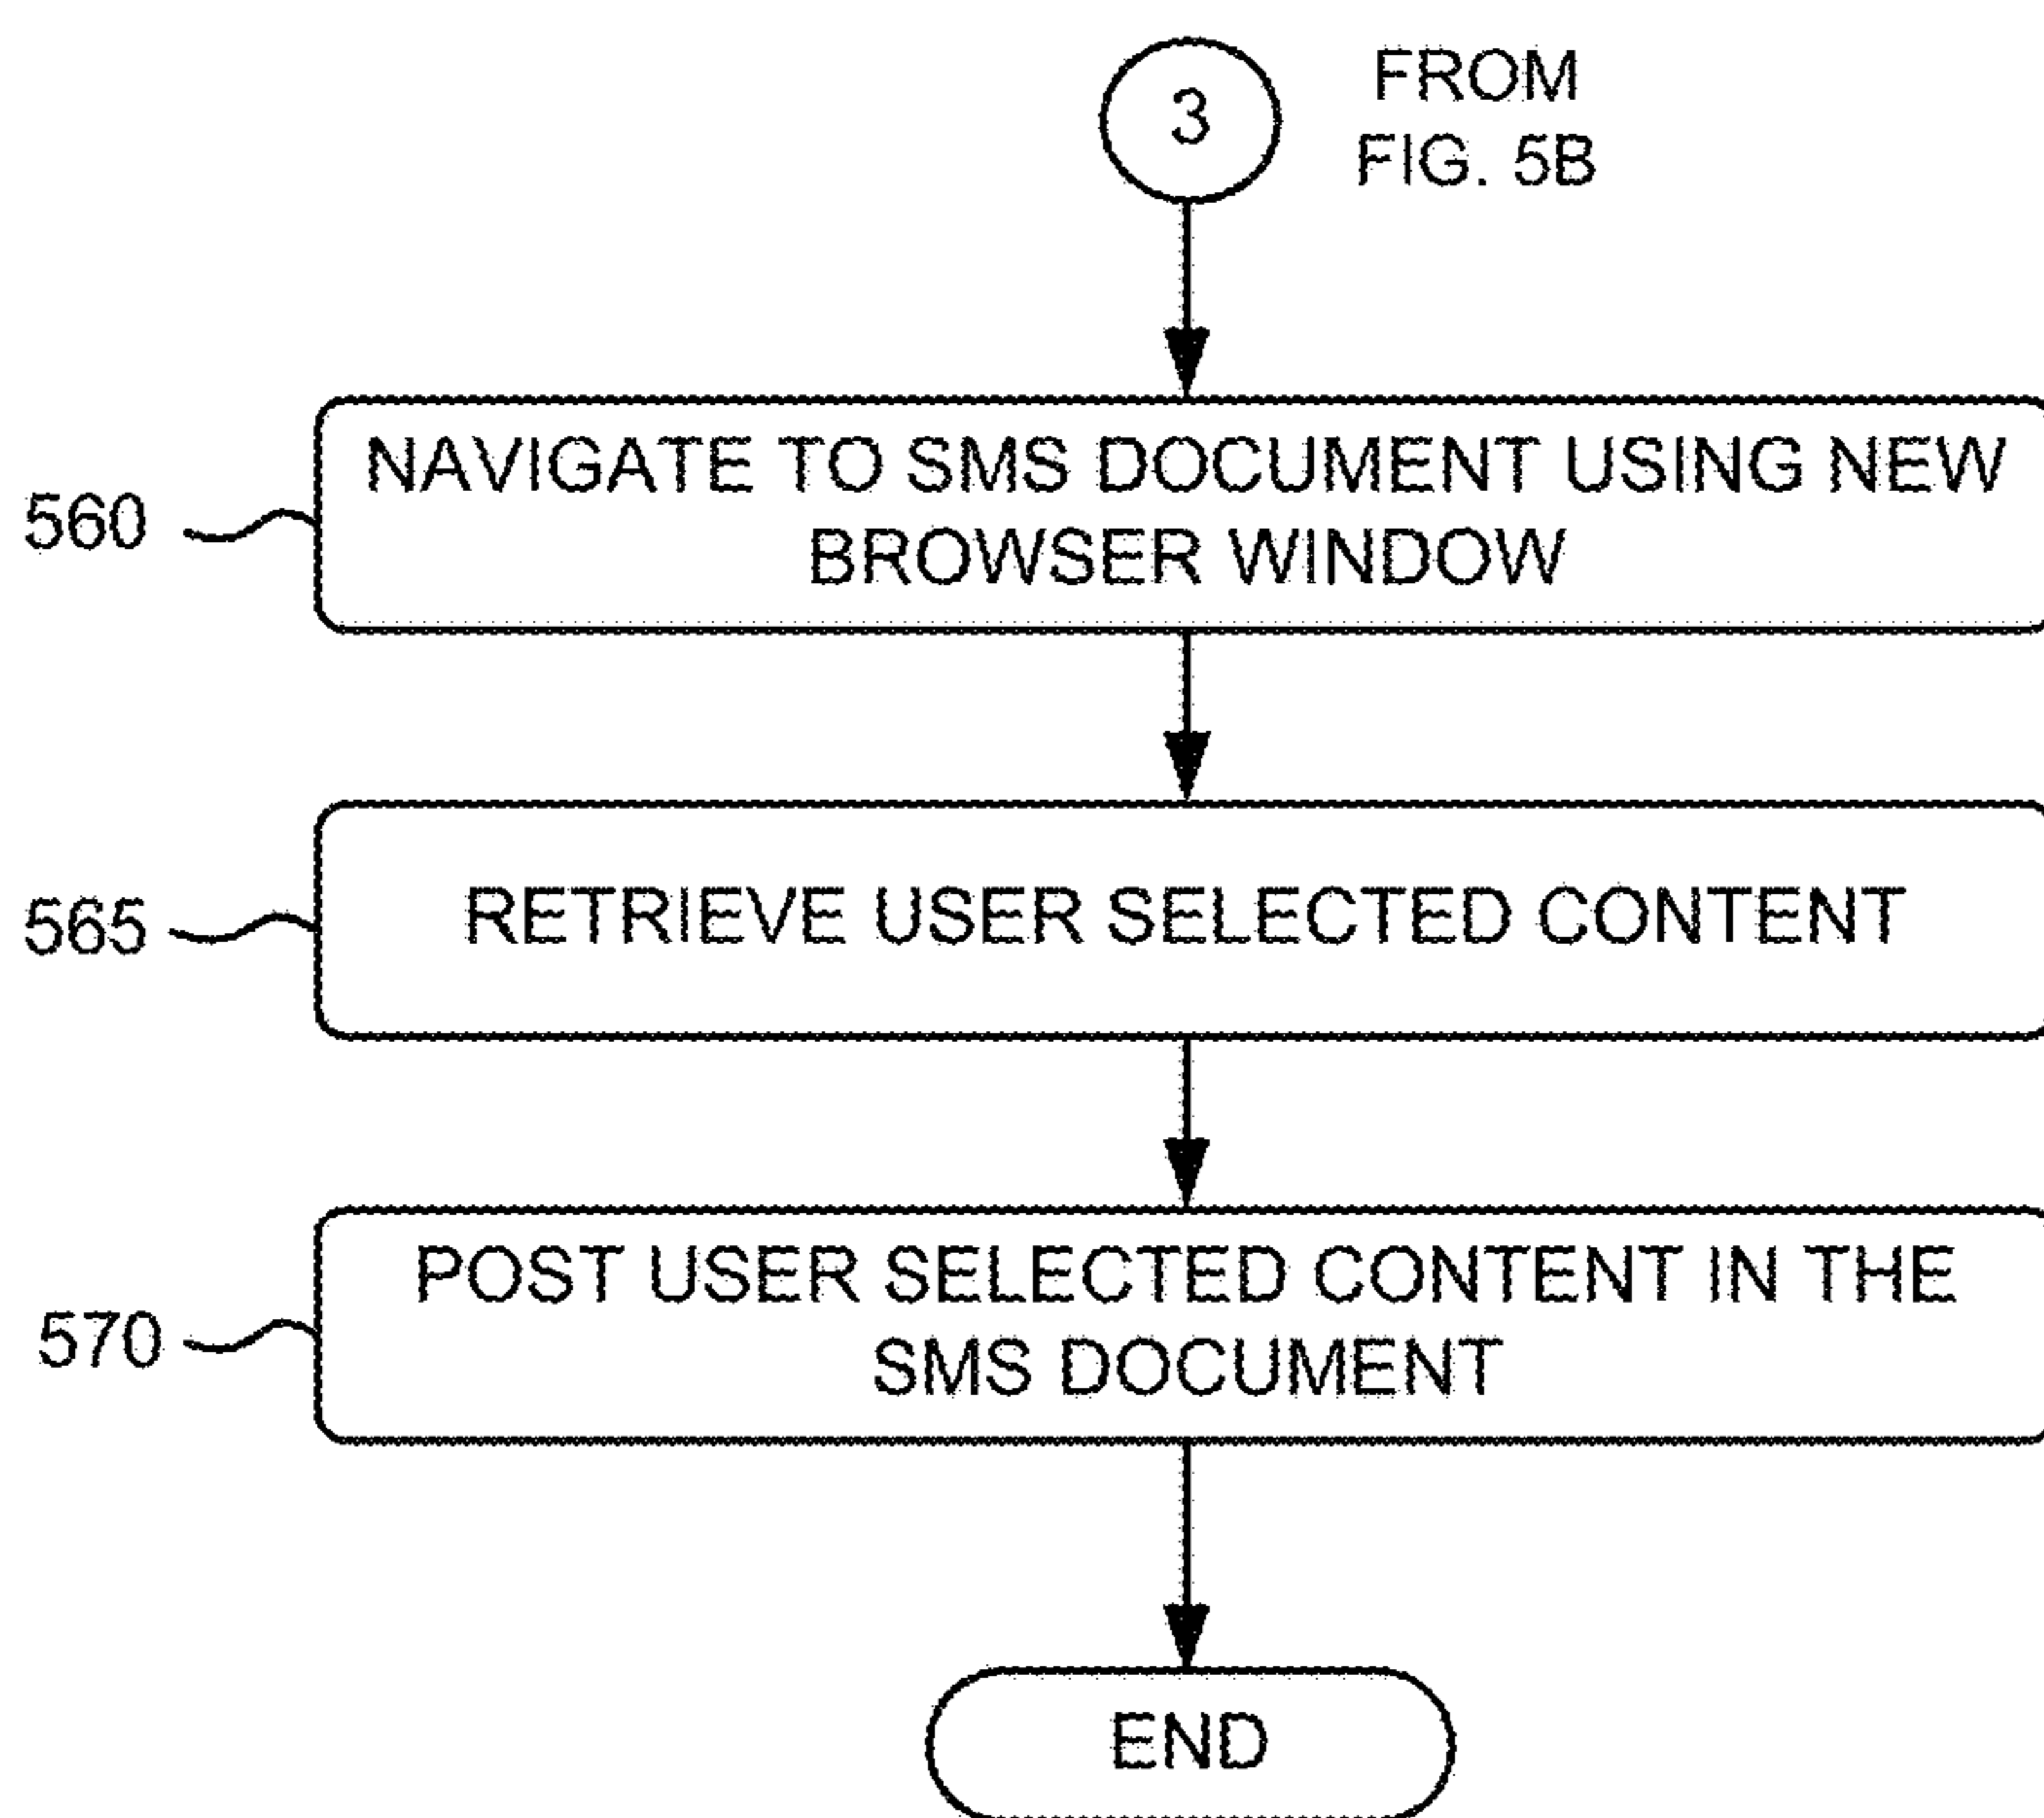 3
FROM
FIG. 5B
NAVIGATE TO SMS DOCUMENT USING NEW
BROWSER WINDOW
560
RETRIEVE USER SELECTED CONTENT
565
POST USER SELECTED CONTENT IN THE
SMS DOCUMENT
570
END